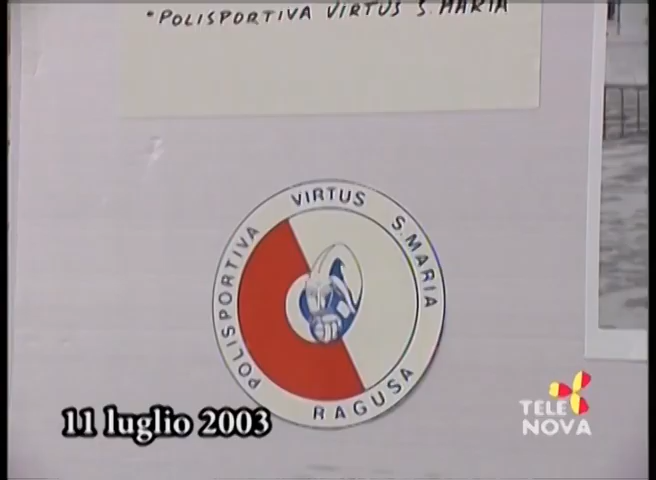 *POLISPORTIVA VIRTUS S. MARIA
POLISPORTIVA VIRTUS S. MARIA
RAGUSA
11 luglio 2003
TELE
NOVA